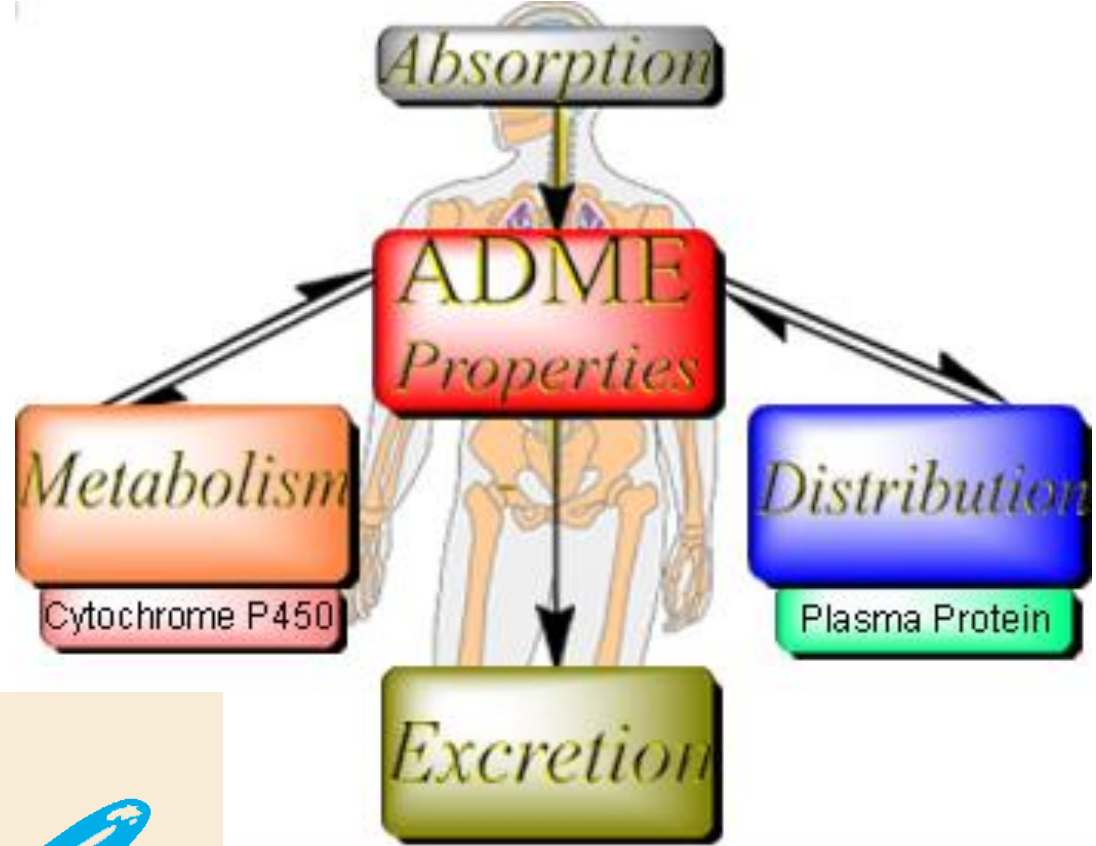 Absorption
ADME
Properties
Metabolism
Cytochrome P450
Distribution
Plasma Protein
Excretion